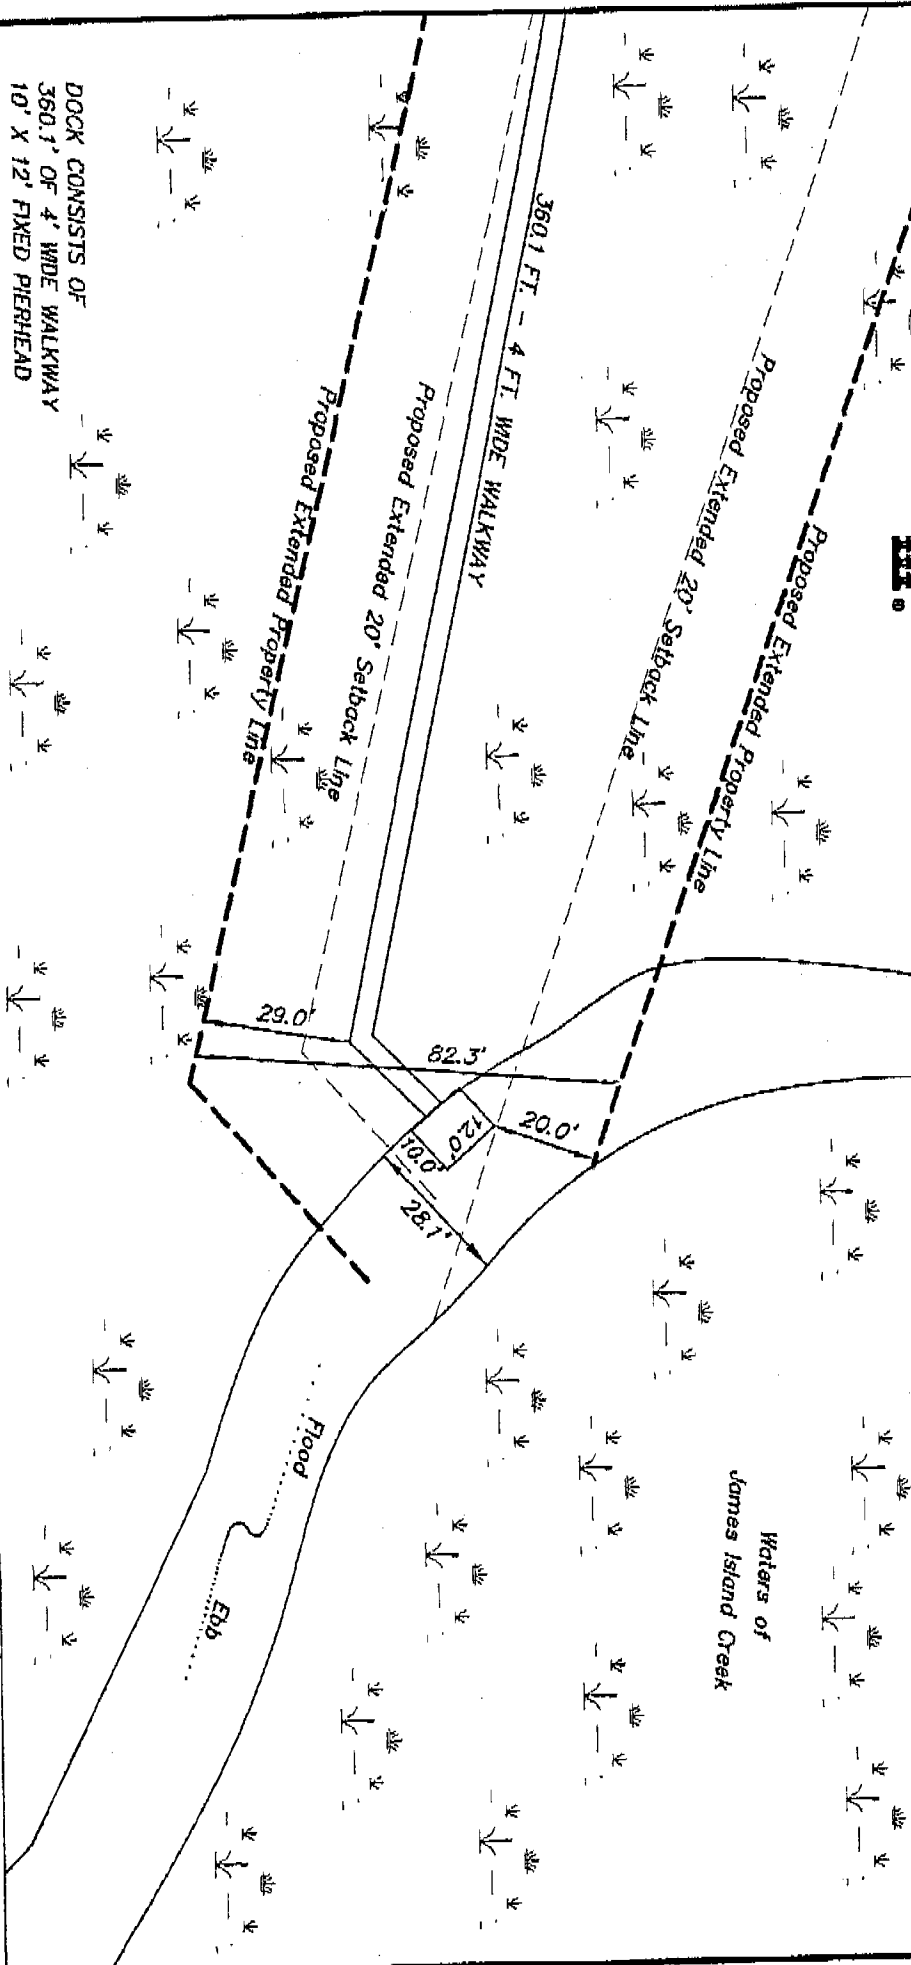 DOCK CONSISTS OF
360.1' OF 4' WIDE WALKWAY
10' X 12' FIXED PIERHEAD
360.1 FT. - 4 FT. WIDE WALKWAY
Proposed Extended Property Line
Proposed Extended 20' Setback Line
Proposed Extended 20' Setback Line
Proposed Extended Property Line
29.0'
82.3'
20.0'
12.0'
10.0'
28.1'
Flood
Ebb
Waters of
James Island Creek